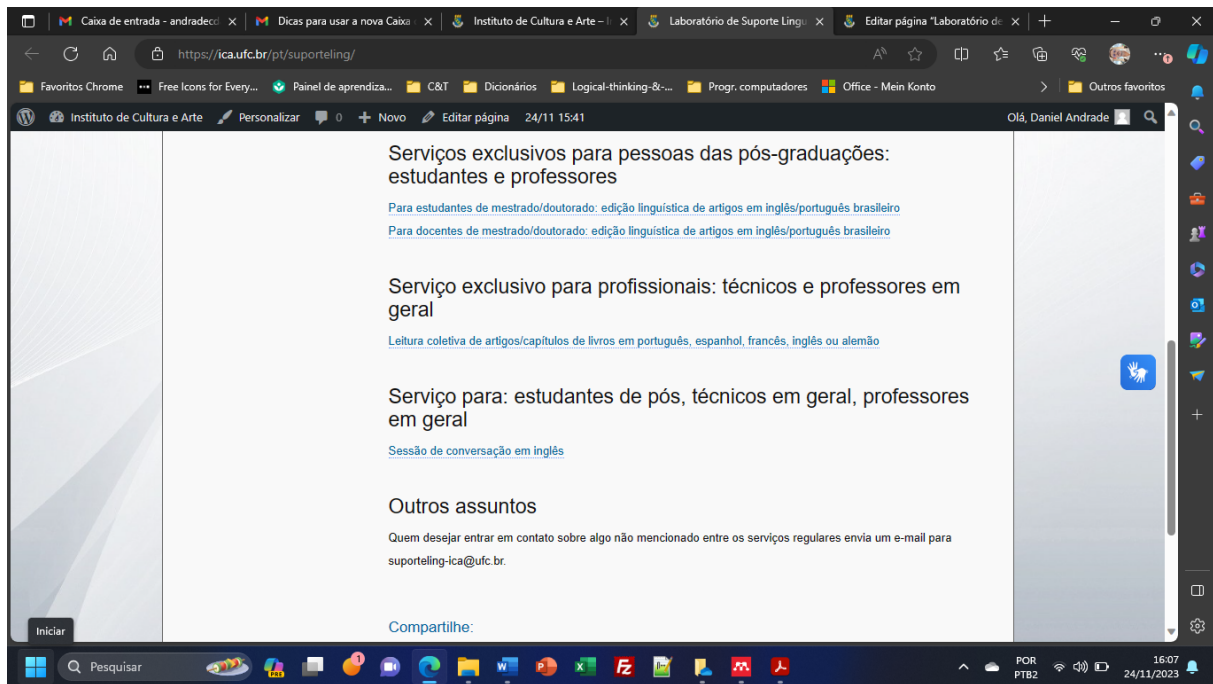 Caixa de entrada - andradecd
Dicas para usar a nova Caixa
Instituto de Cultura e Arte – I
Laboratório de Suporte Lingu
Editar página "Laboratório de
https://ica.ufc.br/pt/suporteling/
Favoritos Chrome
Free Icons for Every...
Painel de aprendiza...
C&T
Dicionários
Logical-thinking-&-...
Progr. computadores
Office - Mein Konto
Outros favoritos
Instituto de Cultura e Arte
Personalizar
0
Novo
Editar página
24/11 15:41
Olá, Daniel Andrade
Serviços exclusivos para pessoas das pós-graduações:
estudantes e professores
Para estudantes de mestrado/doutorado: edição linguística de artigos em inglês/português brasileiro
Para docentes de mestrado/doutorado: edição linguística de artigos em inglês/português brasileiro
Serviço exclusivo para profissionais: técnicos e professores em
geral
Leitura coletiva de artigos/capítulos de livros em português, espanhol, francês, inglês ou alemão
Serviço para: estudantes de pós, técnicos em geral, professores
em geral
Sessão de conversação em inglês
Outros assuntos
Quem desejar entrar em contato sobre algo não mencionado entre os serviços regulares envia um e-mail para
suporteling-ica@ufc.br.
Compartilhe:
Iniciar
Pesquisar
POR
PTB2
16:07
24/11/2023